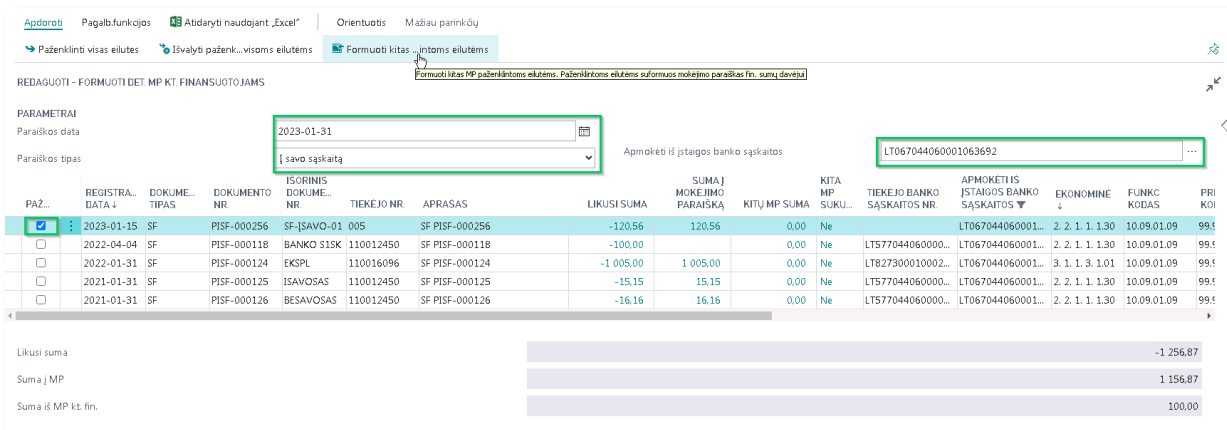 Apdoroti Pagalb.funkcijos Atidaryti naudojant „Excel“ Orientuotis Mažiau parinkčių
Paženklinti visas eilutes Išvalyti paženk...visoms eilutėms Formuoti kitas ...intoms eilutėms
Formuoti kitas MP paženklintoms eilutėms. Paženklintoms eilutėms suformuos mokėjimo paraiškas fin. sumų davėjui
REDAGUOTI - FORMUOTI DET. MP KT. FINANSUOTOJAMS
PARAMETRAI
Paraiškos data 2023-01-31
Paraiškos tipas Į savo sąskaitą Apmokėti iš įstaigos banko sąskaitos LT067044060001063692 ...
PAŽ... REGISTRA... DATA↓ DOKUME... TIPAS DOKUMENTO NR. IŠORINIS DOKUME... NR. TIEKĖJO NR. APRAŠAS LIKUSI SUMA SUMA Į MOKĖJIMO PARAIŠKĄ KITŲ MP SUMA KITA MP SUKU... TIEKĖJO BANKO SĄSKAITOS NR. APMOKĖTI IŠ ĮSTAIGOS BANKO SĄSKAITOS EKONOMINĖ ↓ FUNKC KODAS PRI KOI
2023-01-15 SF PISF-000256 SF-ĮSAVO-01 005 SF PISF-000256 -120,56 120,56 0,00 Ne LT067044060001... 2. 2. 1. 1. 1.30 10.09.01.09 99.9
2022-04-04 SF PISF-000118 BANKO S1SK 110012450 SF PISF-000118 -100,00 0,00 Ne LT577044060000... LT067044060001... 2. 2. 1. 1. 1.30 10.09.01.09 99.9
2022-01-31 SF PISF-000124 EKSPL 110016096 SF PISF-000124 -1 005,00 1 005,00 0,00 Ne LT827300010002... LT067044060001... 3. 1. 1. 3. 1.01 10.09.01.09 99.9
2021-01-31 SF PISF-000125 ISAVOSAS 110012450 SF PISF-000125 -15,15 15,15 0,00 Ne LT577044060000... LT067044060001... 2. 2. 1. 1. 1.30 10.09.01.09 99.9
2021-01-31 SF PISF-000126 BESAVOSAS 110012450 SF PISF-000126 -16,16 16,16 0,00 Ne LT577044060000... LT067044060001... 2. 2. 1. 1. 1.30 10.09.01.09 99.9
Likusi suma -1 256,87
Suma į MP 1 156,87
Suma iš MP kt. fin. 100,00